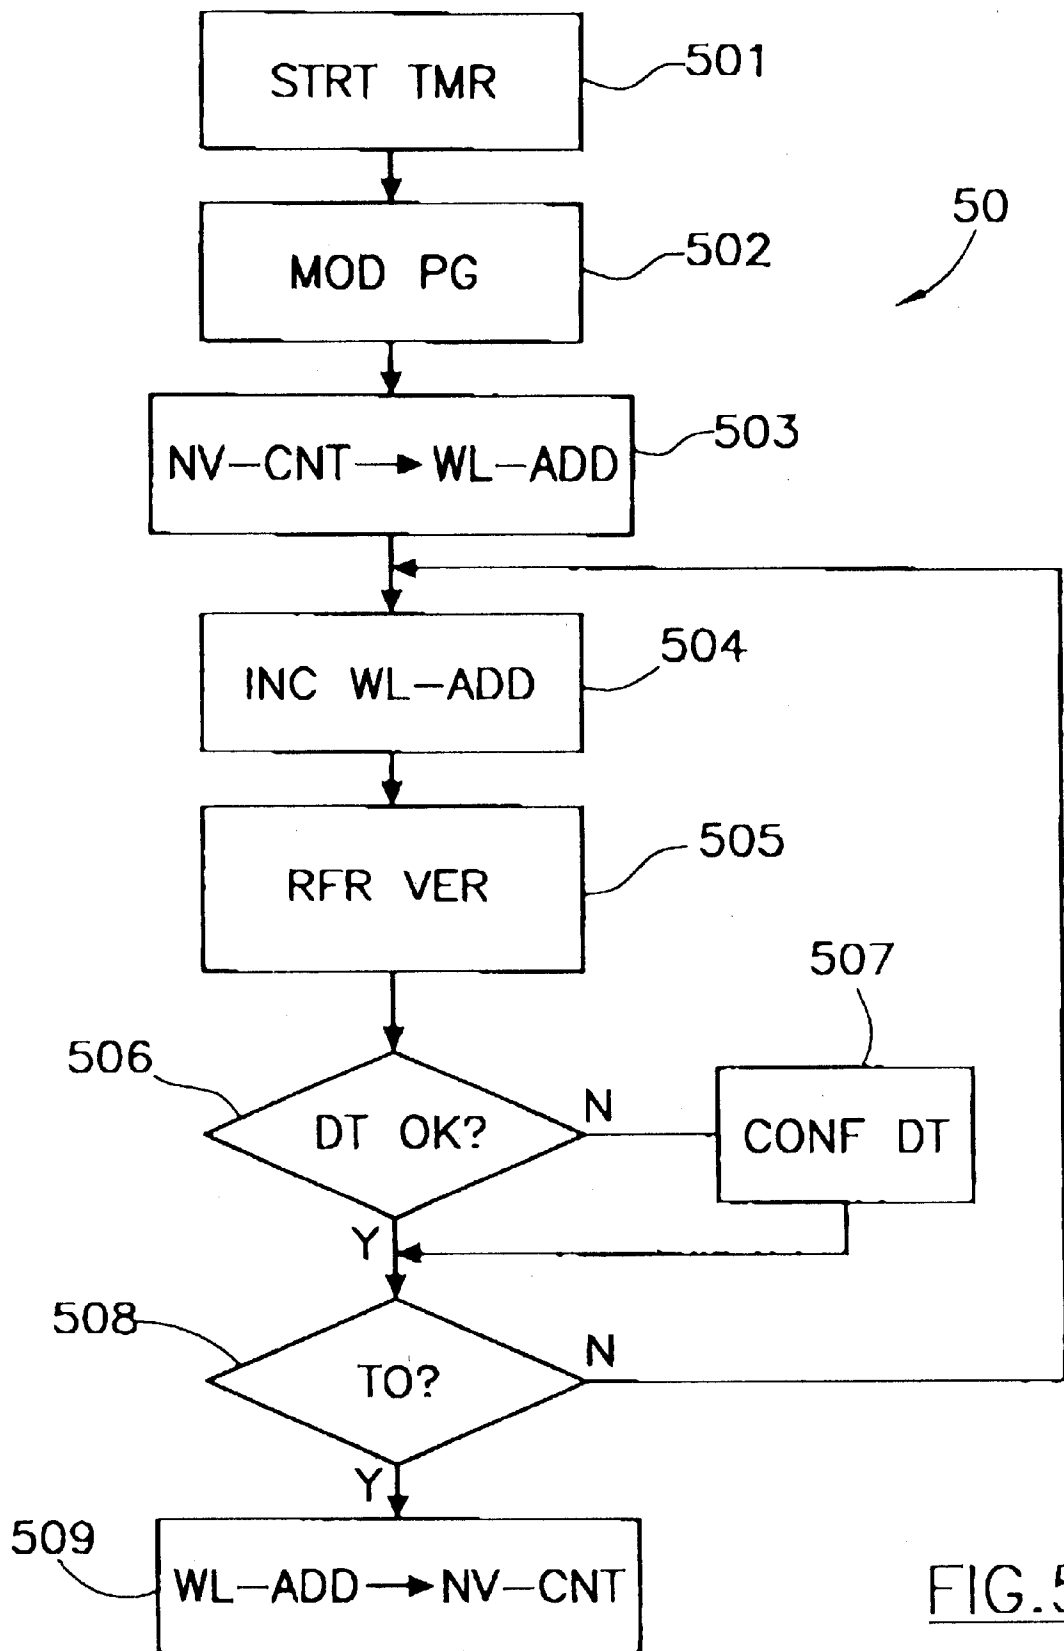 STRT TMR
501
MOD PG
502
50
NV-CNT → WL-ADD
503
INC WL-ADD
504
RFR VER
505
507
506
DT OK?
N
CONF DT
Y
508
TO?
N
Y
509
WL-ADD → NV-CNT
FIG.5